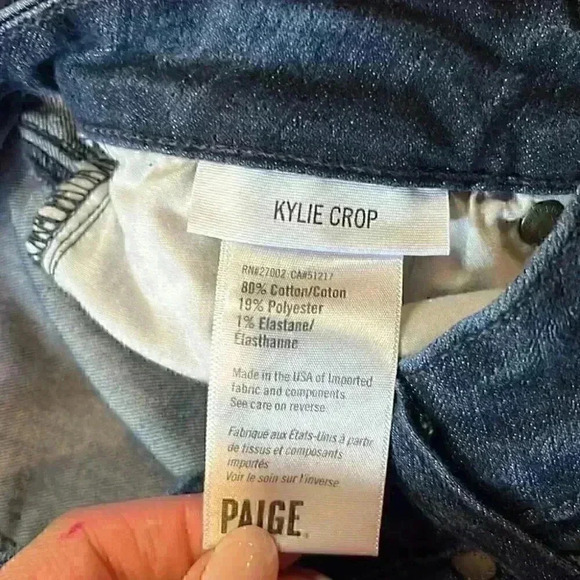 KYLIE CROP
RN#27002 CA#51217
80% Cotton/Coton
19% Polyester
1% Elastane/
Élasthanne
Made in the USA of Imported
fabric and components
See care on reverse
Fabriqué aux États-Unis à partir
de tissus et composants
importés
Voir le soin sur l'inverse
PAIGE